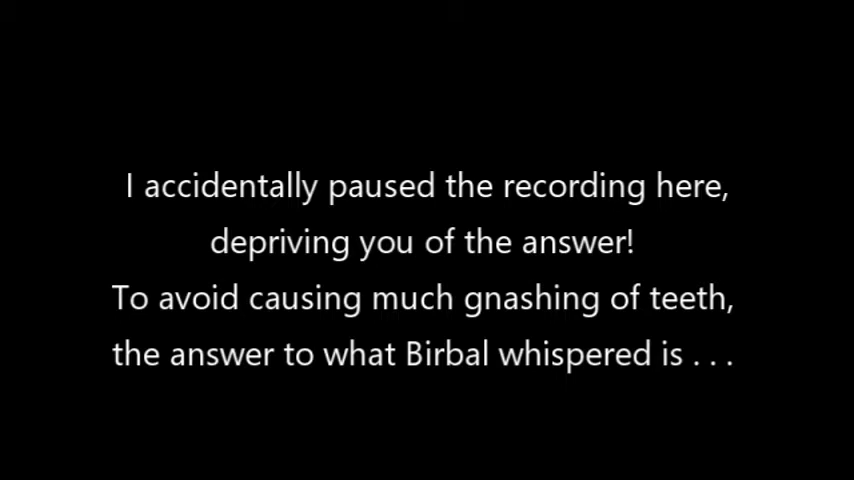 I accidentally paused the recording here,
depriving you of the answer!
To avoid causing much gnashing of teeth,
the answer to what Birbal whispered is . . .